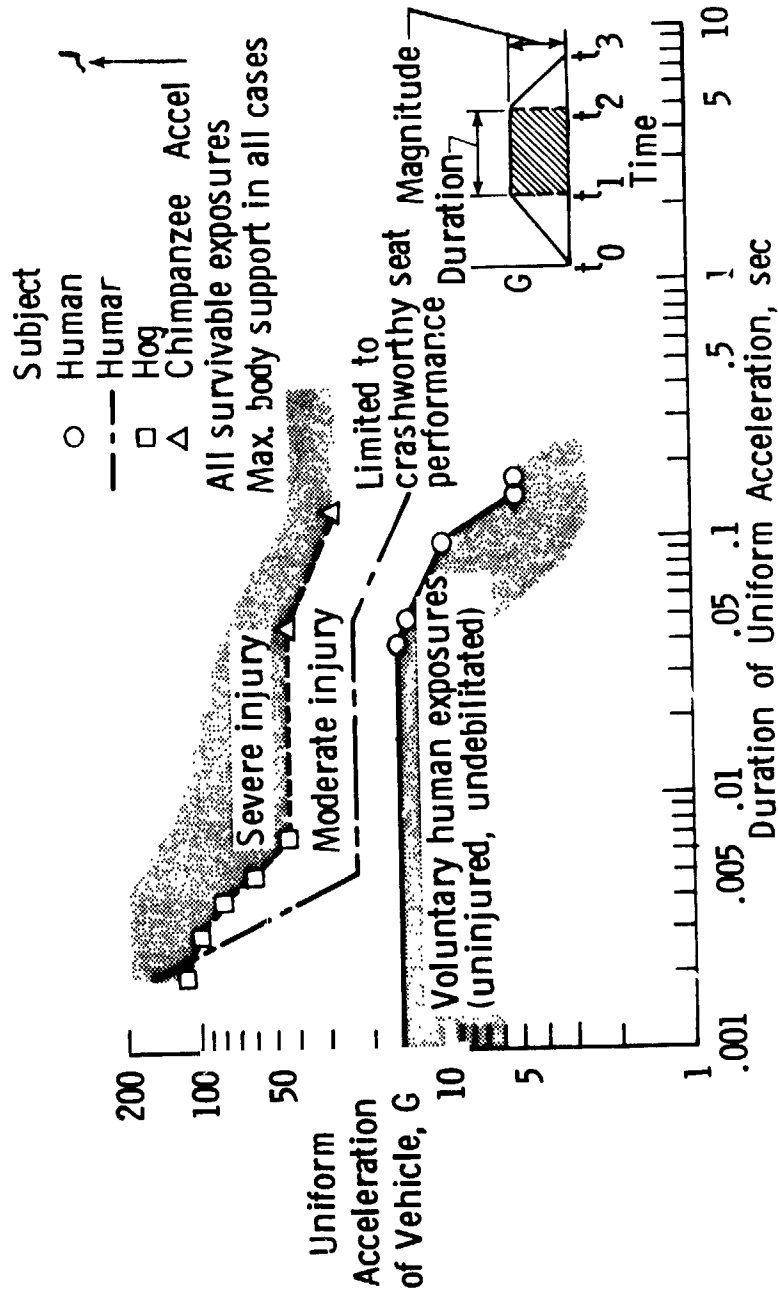 Subject
Human
Humar
Hog
Chimpanzee Accel
All survivable exposures
Max. body support in all cases
200
100
50
10
5
1
Uniform
Acceleration
of Vehicle, G
Severe injury
Moderate injury
Limited to
crashworthy seat
performance
Voluntary human exposures
(uninjured, undebilitated)
Magnitude
Duration
G
t0
t1
t2
t3
Time
.001
.005
.01
.05
.1
.5
1
5
10
Duration of Uniform Acceleration, sec